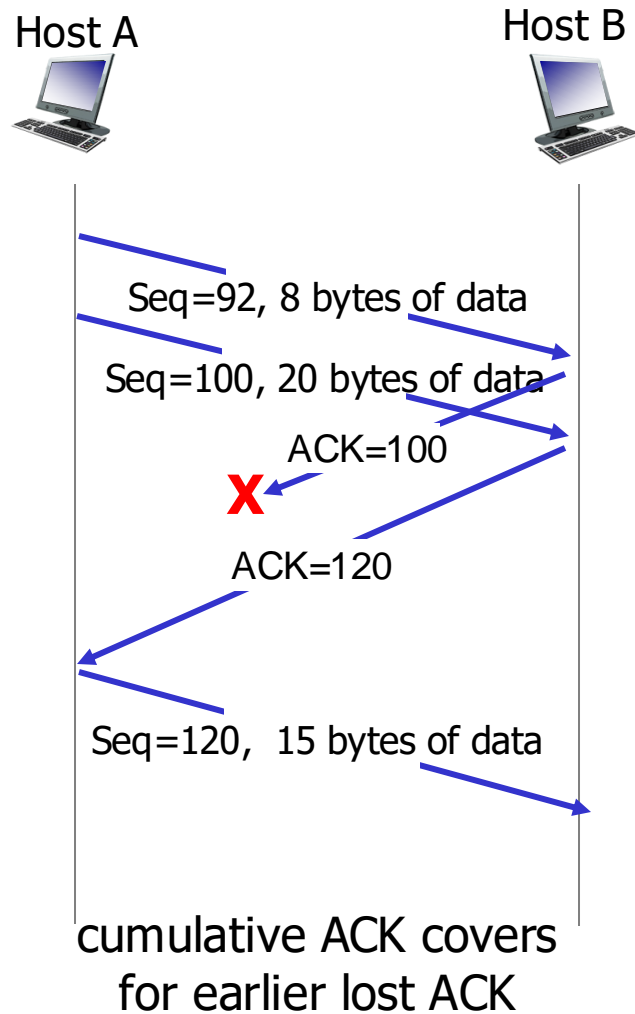 Host A
Host B
Seq=92, 8 bytes of data
Seq=100, 20 bytes of data
ACK=100
X
ACK=120
Seq=120, 15 bytes of data
cumulative ACK covers
for earlier lost ACK